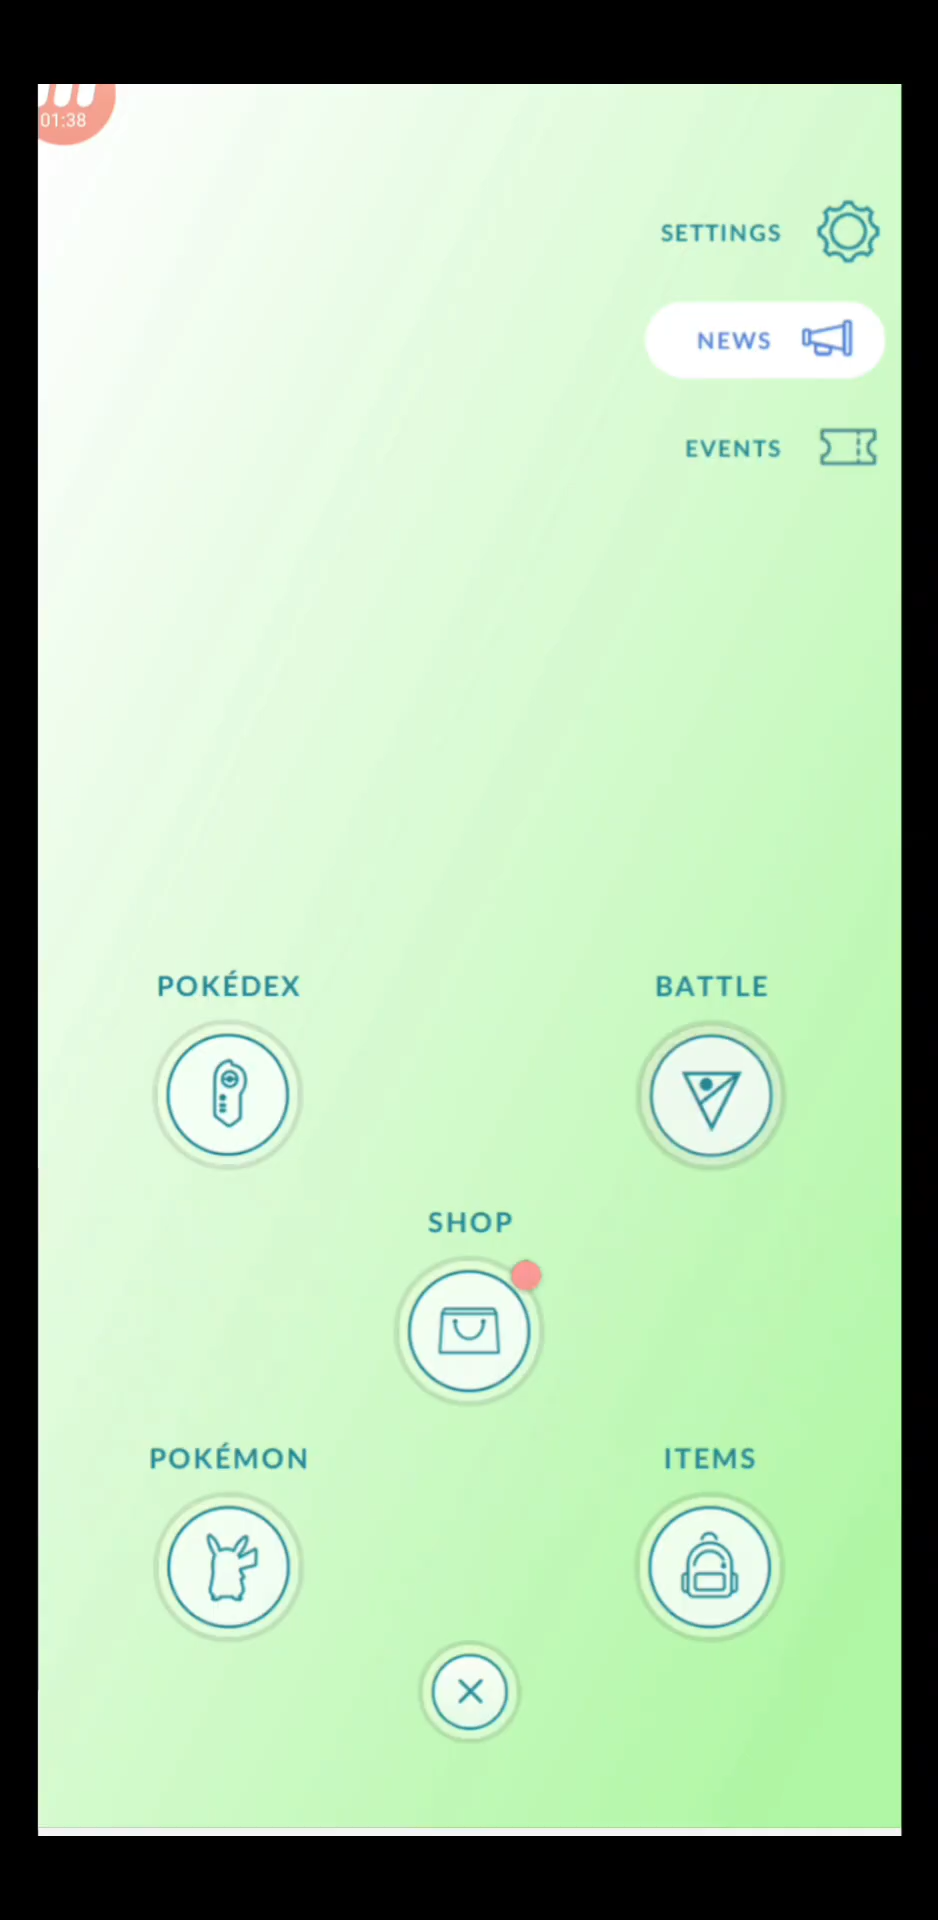 01:38
SETTINGS
NEWS
EVENTS
POKÉDEX
BATTLE
SHOP
POKÉMON
ITEMS